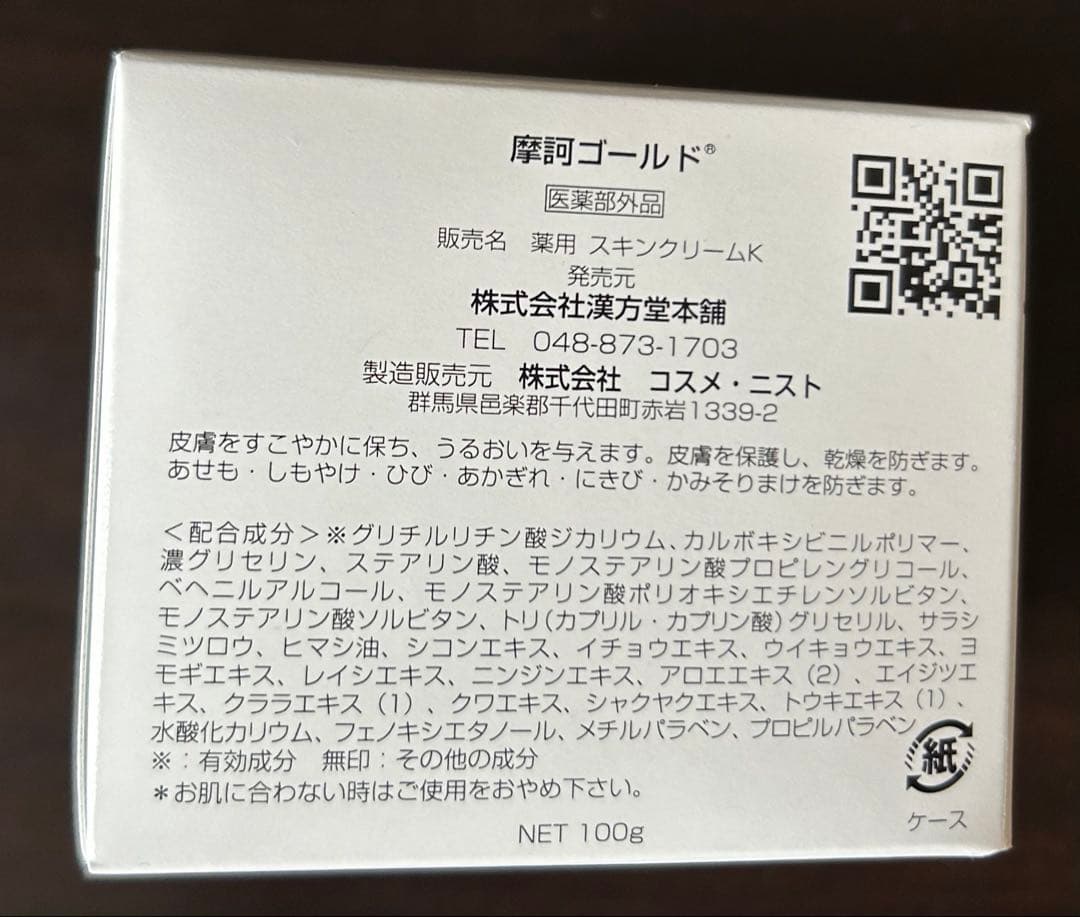 摩訶ゴールド®
医薬部外品
販売名 薬用 スキンクリームK
発売元
株式会社漢方堂本舗
TEL 048-873-1703
製造販売元 株式会社 コスメ・ニスト
群馬県邑楽郡千代田町赤岩1339-2
皮膚をすこやかに保ち、うるおいを与えます。皮膚を保護し、乾燥を防ぎます。
あせも・しもやけ・ひび・あかぎれ・にきび・かみそりまけを防ぎます。
＜配合成分＞※グリチルリチン酸ジカリウム、カルボキシビニルポリマー、
濃グリセリン、ステアリン酸、モノステアリン酸プロピレングリコール、
ベヘニルアルコール、モノステアリン酸ポリオキシエチレンソルビタン、
モノステアリン酸ソルビタン、トリ(カプリル・カプリン酸)グリセリル、サラシ
ミツロウ、ヒマシ油、シコンエキス、イチョウエキス、ウイキョウエキス、ヨ
モギエキス、レイシエキス、ニンジンエキス、アロエエキス（2）、エイジツエ
キス、クララエキス（1）、クワエキス、シャクヤクエキス、トウキエキス（1）、
水酸化カリウム、フェノキシエタノール、メチルパラベン、プロピルパラベン
※：有効成分 無印：その他の成分
＊お肌に合わない時はご使用をおやめ下さい。
紙
ケース
NET 100g